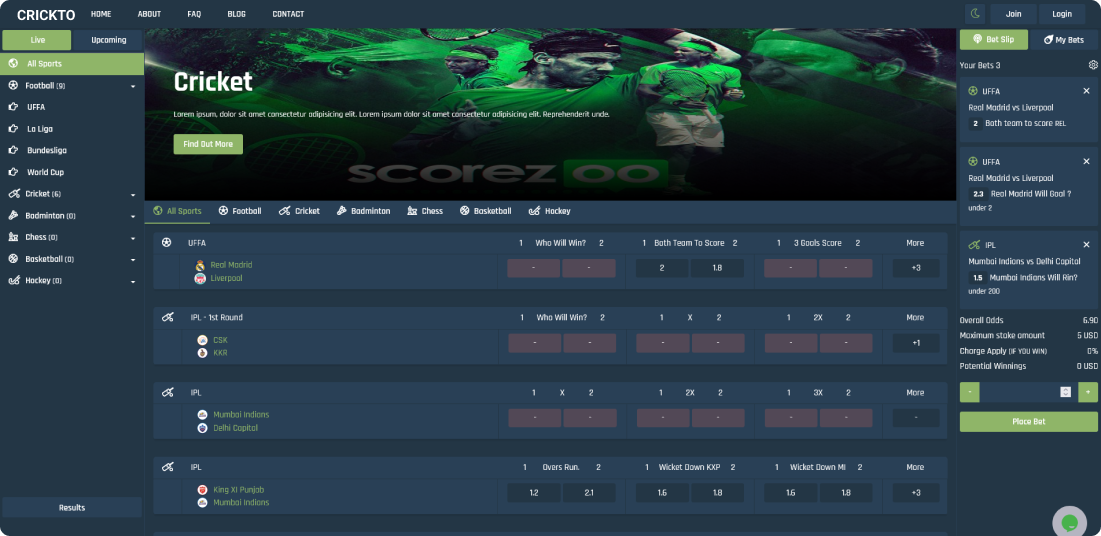 CRICKTO HOME ABOUT FAQ BLOG CONTACT Join Login
Live Upcoming
All Sports
Football (9)
UFFA
La Liga
Bundesliga
World Cup
Cricket (6)
Badminton (0)
Chess (0)
Basketball (0)
Hockey (0)
Results
Cricket
Lorem ipsum, dolor sit amet consectetur adipisicing elit. Lorem ipsum, dolor sit amet consectetur adipisicing elit. Reprehenderit unde.
Find Out More
scorez OO
All Sports Football Cricket Badminton Chess Basketball Hockey
UFFA 1 Who Will Win? 2 1 Both Team To Score 2 1 3 Goals Score 2 More
Real Madrid
Liverpool
- - 2 1.8 - - +3
IPL - 1st Round 1 Who Will Win? 2 1 X 2 1 2X 2 More
CSK
KKR
- - - - - - +1
IPL 1 X 2 1 2X 2 1 3X 2 More
Mumbai Indians
Delhi Capital
- - - - - - -
IPL 1 Overs Run. 2 1 Wicket Down KXP 2 1 Wicket Down MI 2 More
King XI Punjab
Mumbai Indians
1.2 2.1 1.6 1.8 1.6 1.8 +3
Bet Slip My Bets
Your Bets 3
UFFA
Real Madrid vs Liverpool
2 Both team to score REL
UFFA
Real Madrid vs Liverpool
2.3 Real Madrid Will Goal ?
under 2
IPL
Mumbai Indians vs Delhi Capital
1.5 Mumbai Indians Will Rin?
under 200
Overall Odds 6.90
Maximum stake amount 5 USD
Charge Apply (IF YOU WIN) 0%
Potential Winnings 0 USD
- +
Place Bet